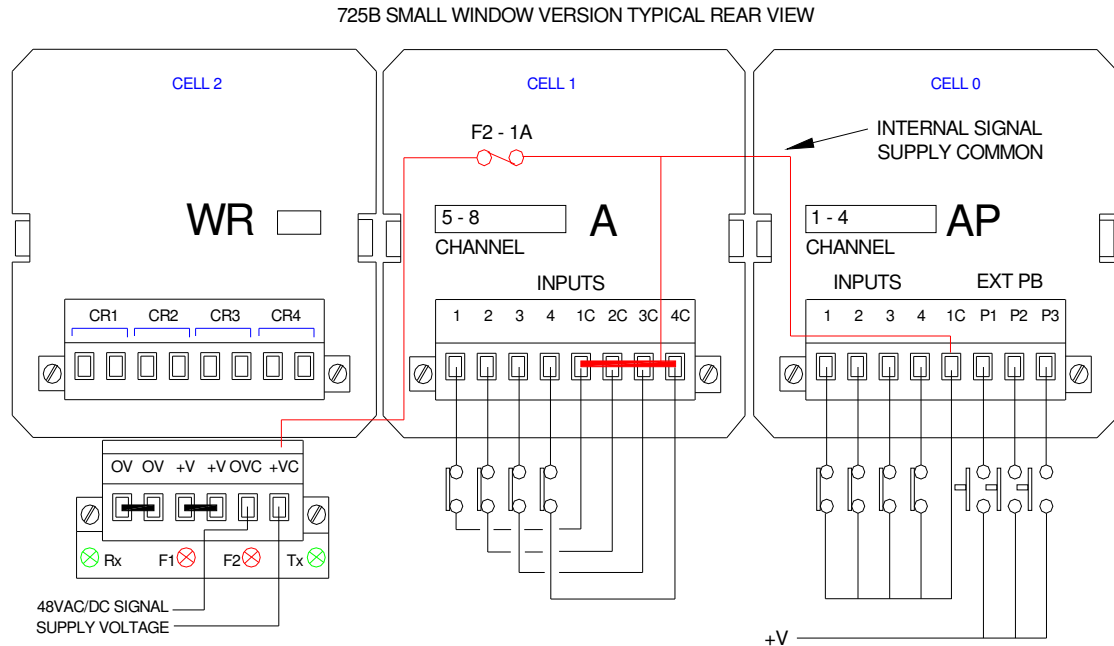 725B SMALL WINDOW VERSION TYPICAL REAR VIEW
CELL 2
CELL 1
CELL 0
F2 - 1A
INTERNAL SIGNAL
SUPPLY COMMON
WR
5 - 8
A
CHANNEL
1 - 4
AP
CHANNEL
INPUTS
INPUTS EXT PB
CR1 CR2 CR3 CR4
1 2 3 4 1C 2C 3C 4C
1 2 3 4 1C P1 P2 P3
OV OV +V +V OVC +VC
Rx F1 F2 Tx
48VAC/DC SIGNAL
SUPPLY VOLTAGE
+V